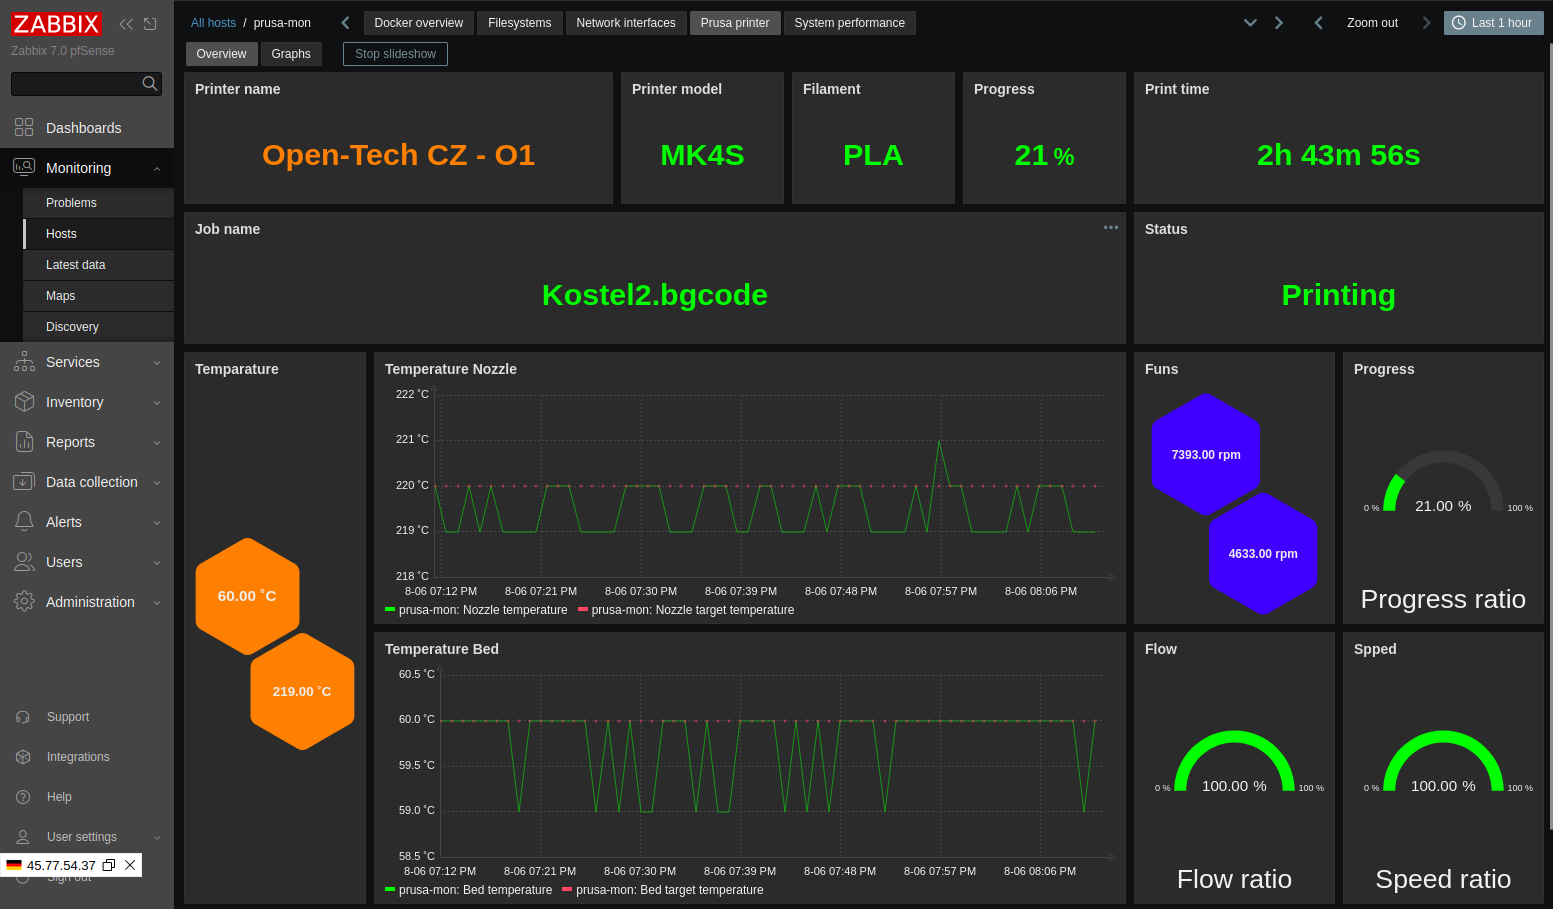 ZABBIX
Zabbix 7.0 pfSense
Dashboards
Monitoring
Problems
Hosts
Latest data
Maps
Discovery
Services
Inventory
Reports
Data collection
Alerts
Users
Administration
Support
Integrations
Help
User settings
45.77.54.37
Sign out
All hosts / prusa-mon
Docker overview
Filesystems
Network interfaces
Prusa printer
System performance
Zoom out
Last 1 hour
Overview
Graphs
Stop slideshow
Printer name
Open-Tech CZ - O1
Printer model
MK4S
Filament
PLA
Progress
21 %
Print time
2h 43m 56s
Job name
Kostel2.bgcode
Status
Printing
Temparature
60.00 ˚C
219.00 ˚C
Temperature Nozzle
222 ˚C
221 ˚C
220 ˚C
219 ˚C
218 ˚C
8-06 07:12 PM 8-06 07:21 PM 8-06 07:30 PM 8-06 07:39 PM 8-06 07:48 PM 8-06 07:57 PM 8-06 08:06 PM
prusa-mon: Nozzle temperature prusa-mon: Nozzle target temperature
Funs
7393.00 rpm
4633.00 rpm
Progress
0 % 21.00 % 100 %
Progress ratio
Temperature Bed
60.5 ˚C
60.0 ˚C
59.5 ˚C
59.0 ˚C
58.5 ˚C
8-06 07:12 PM 8-06 07:21 PM 8-06 07:30 PM 8-06 07:39 PM 8-06 07:48 PM 8-06 07:57 PM 8-06 08:06 PM
prusa-mon: Bed temperature prusa-mon: Bed target temperature
Flow
0 % 100.00 % 100 %
Flow ratio
Spped
0 % 100.00 % 100 %
Speed ratio